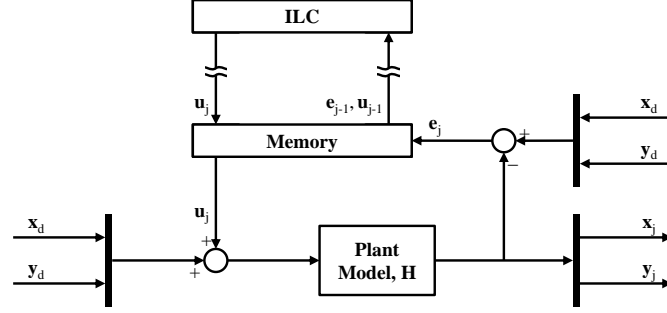 ILC
u_j
e_{j-1}, u_{j-1}
x_d
e_j
+
Memory
y_d
−
u_j
x_d
x_j
+
Plant
Model, H
y_d
+
y_j